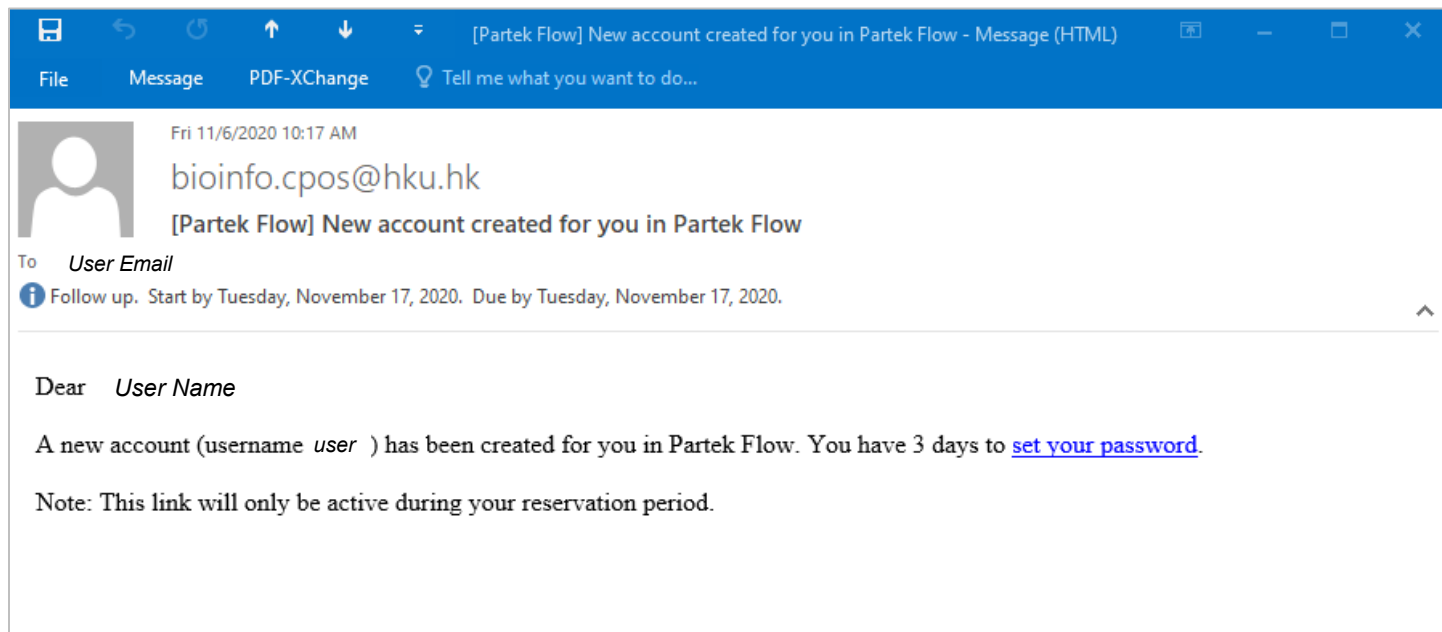 [Partek Flow] New account created for you in Partek Flow - Message (HTML)
File Message PDF-XChange Tell me what you want to do...
Fri 11/6/2020 10:17 AM
bioinfo.cpos@hku.hk
[Partek Flow] New account created for you in Partek Flow
To User Email
Follow up. Start by Tuesday, November 17, 2020. Due by Tuesday, November 17, 2020.
Dear User Name
A new account (username user ) has been created for you in Partek Flow. You have 3 days to set your password.
Note: This link will only be active during your reservation period.